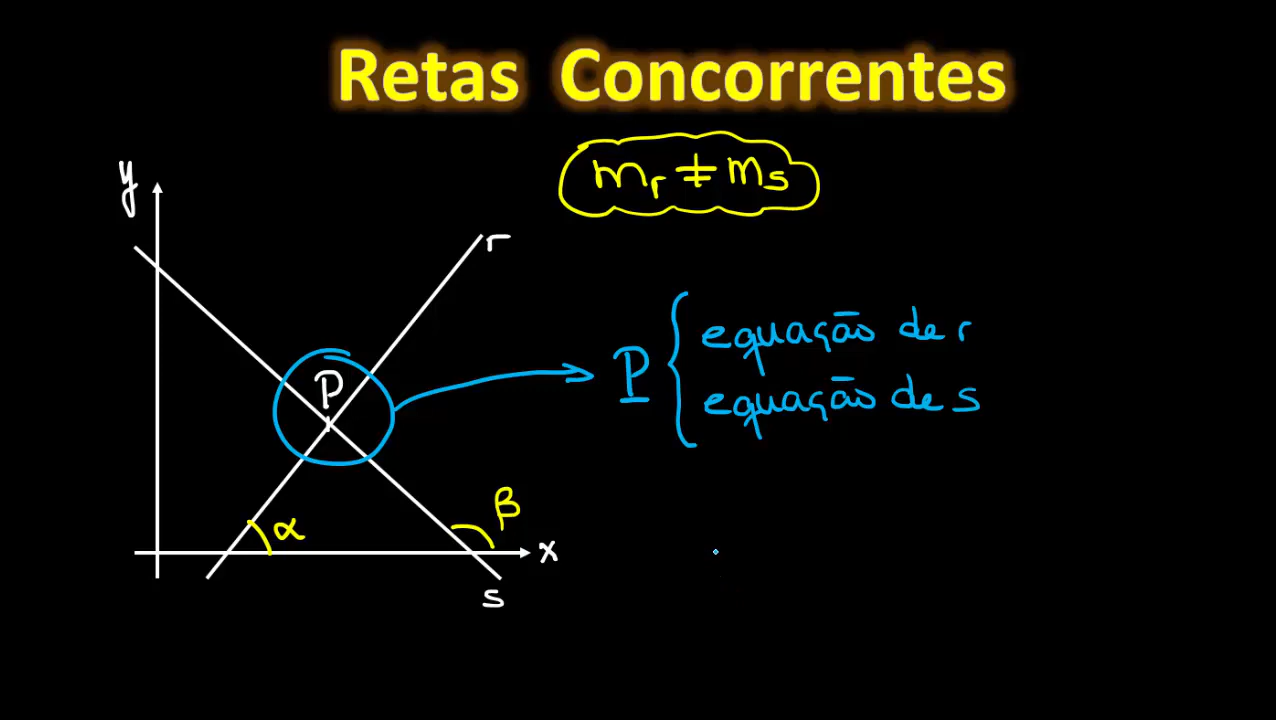 Retas Concorrentes
mr ≠ ms
y
r
P
P { equação de r
equação de s
α
β
x
s